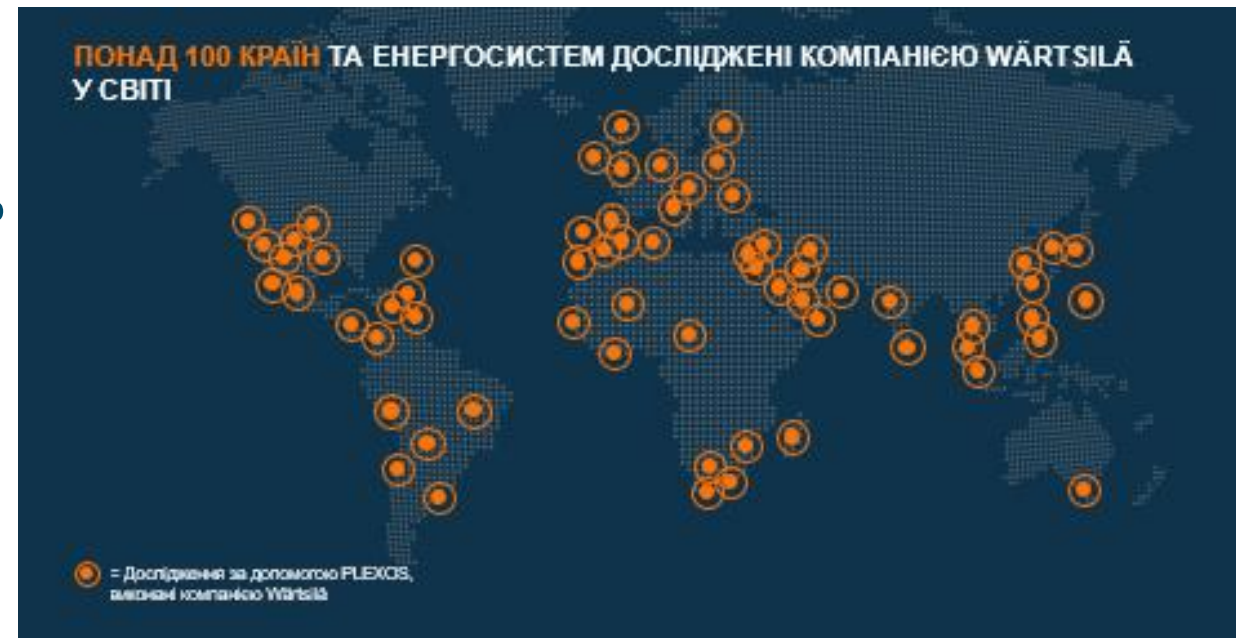 ПОНАД 100 КРАЇН ТА ЕНЕРГОСИСТЕМ ДОСЛІДЖЕНІ КОМПАНІЄЮ WÄRTSILÄ
У СВІТІ
= Дослідження за допомогою PLEXOS,
виконані компанією Wärtsilä